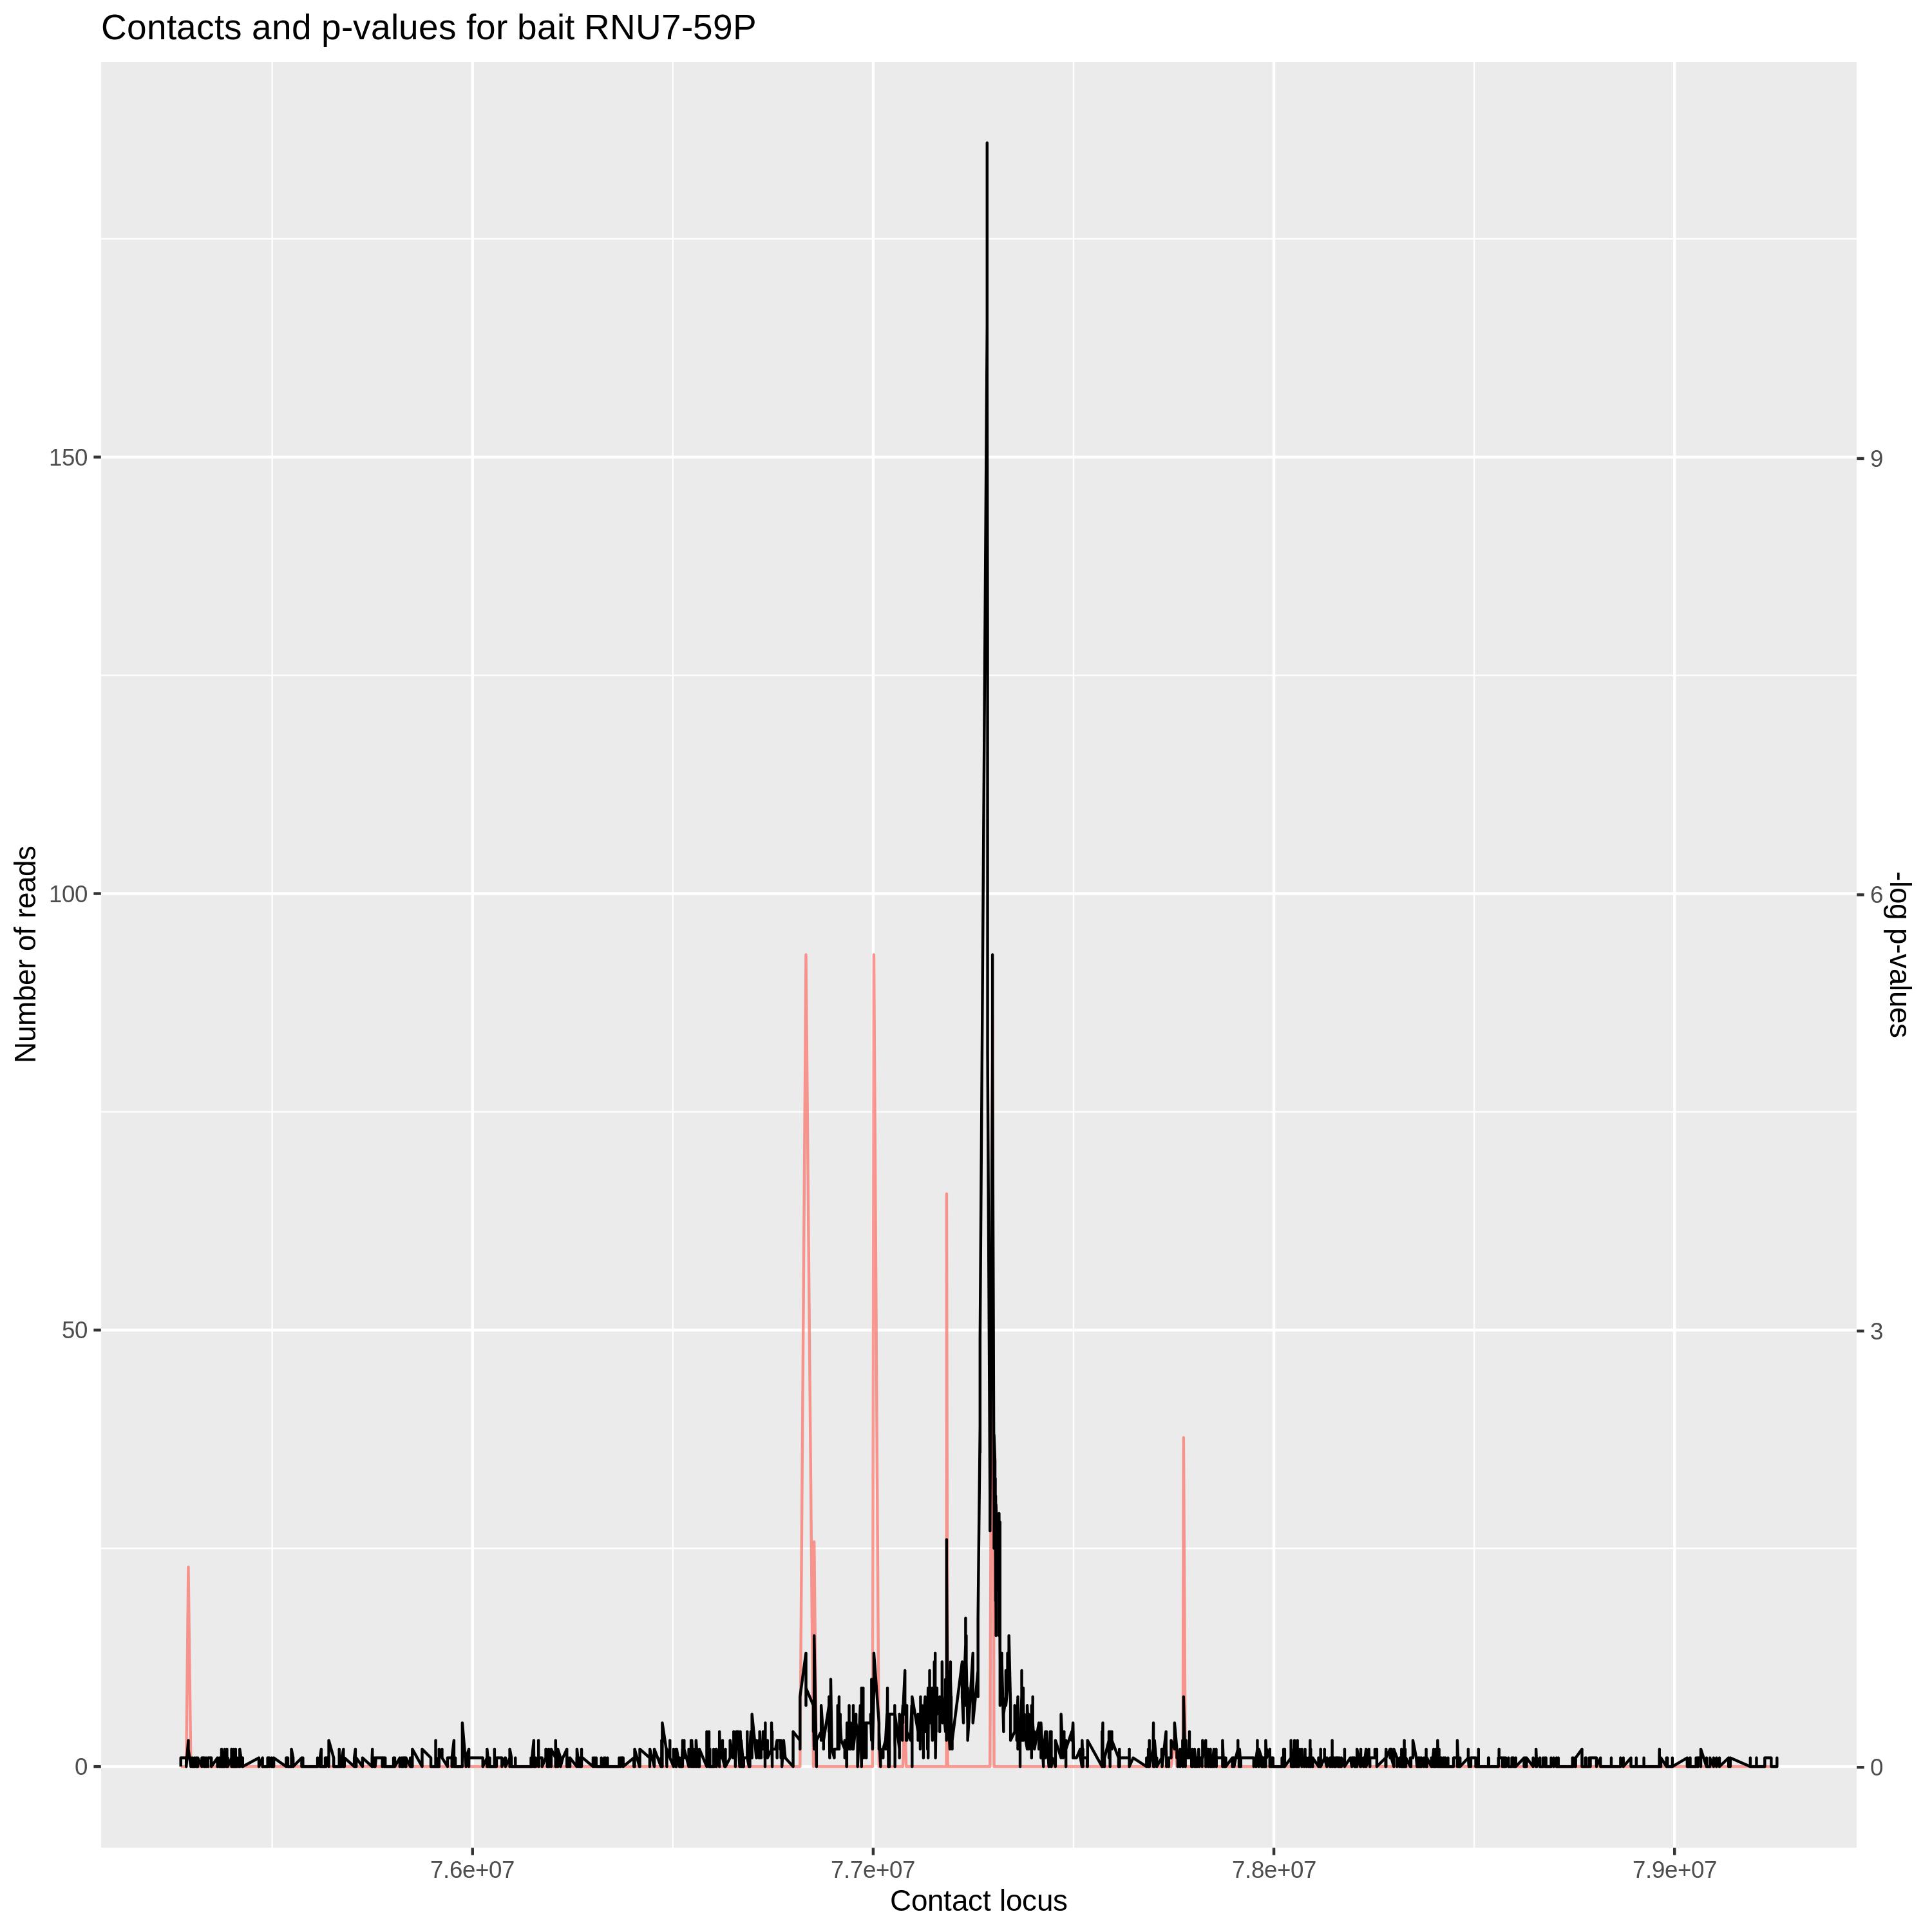 Contacts and p-values for bait RNU7-59P
Number of reads
150
100
50
0
9
6
3
0
-log p-values
7.6e+07
7.7e+07
7.8e+07
7.9e+07
Contact locus